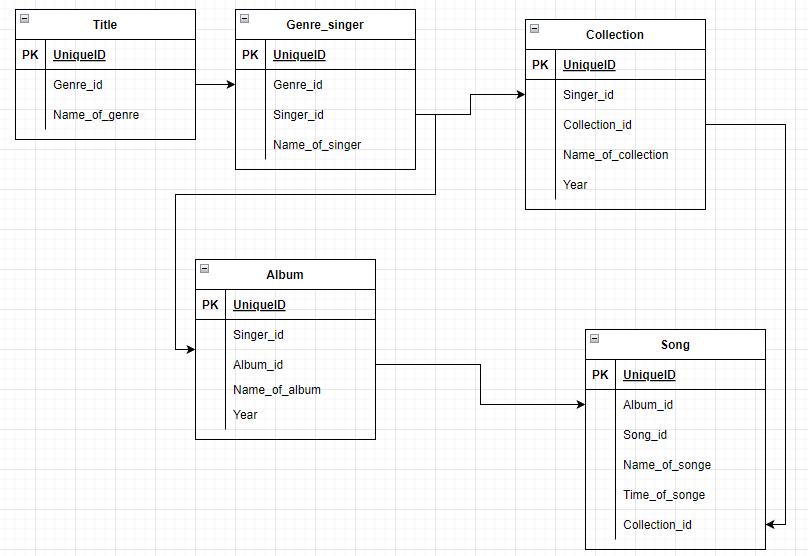 Title
PK UniqueID
Genre_id
Name_of_genre
Genre_singer
PK UniqueID
Genre_id
Singer_id
Name_of_singer
Collection
PK UniqueID
Singer_id
Collection_id
Name_of_collection
Year
Album
PK UniqueID
Singer_id
Album_id
Name_of_album
Year
Song
PK UniqueID
Album_id
Song_id
Name_of_songe
Time_of_songe
Collection_id